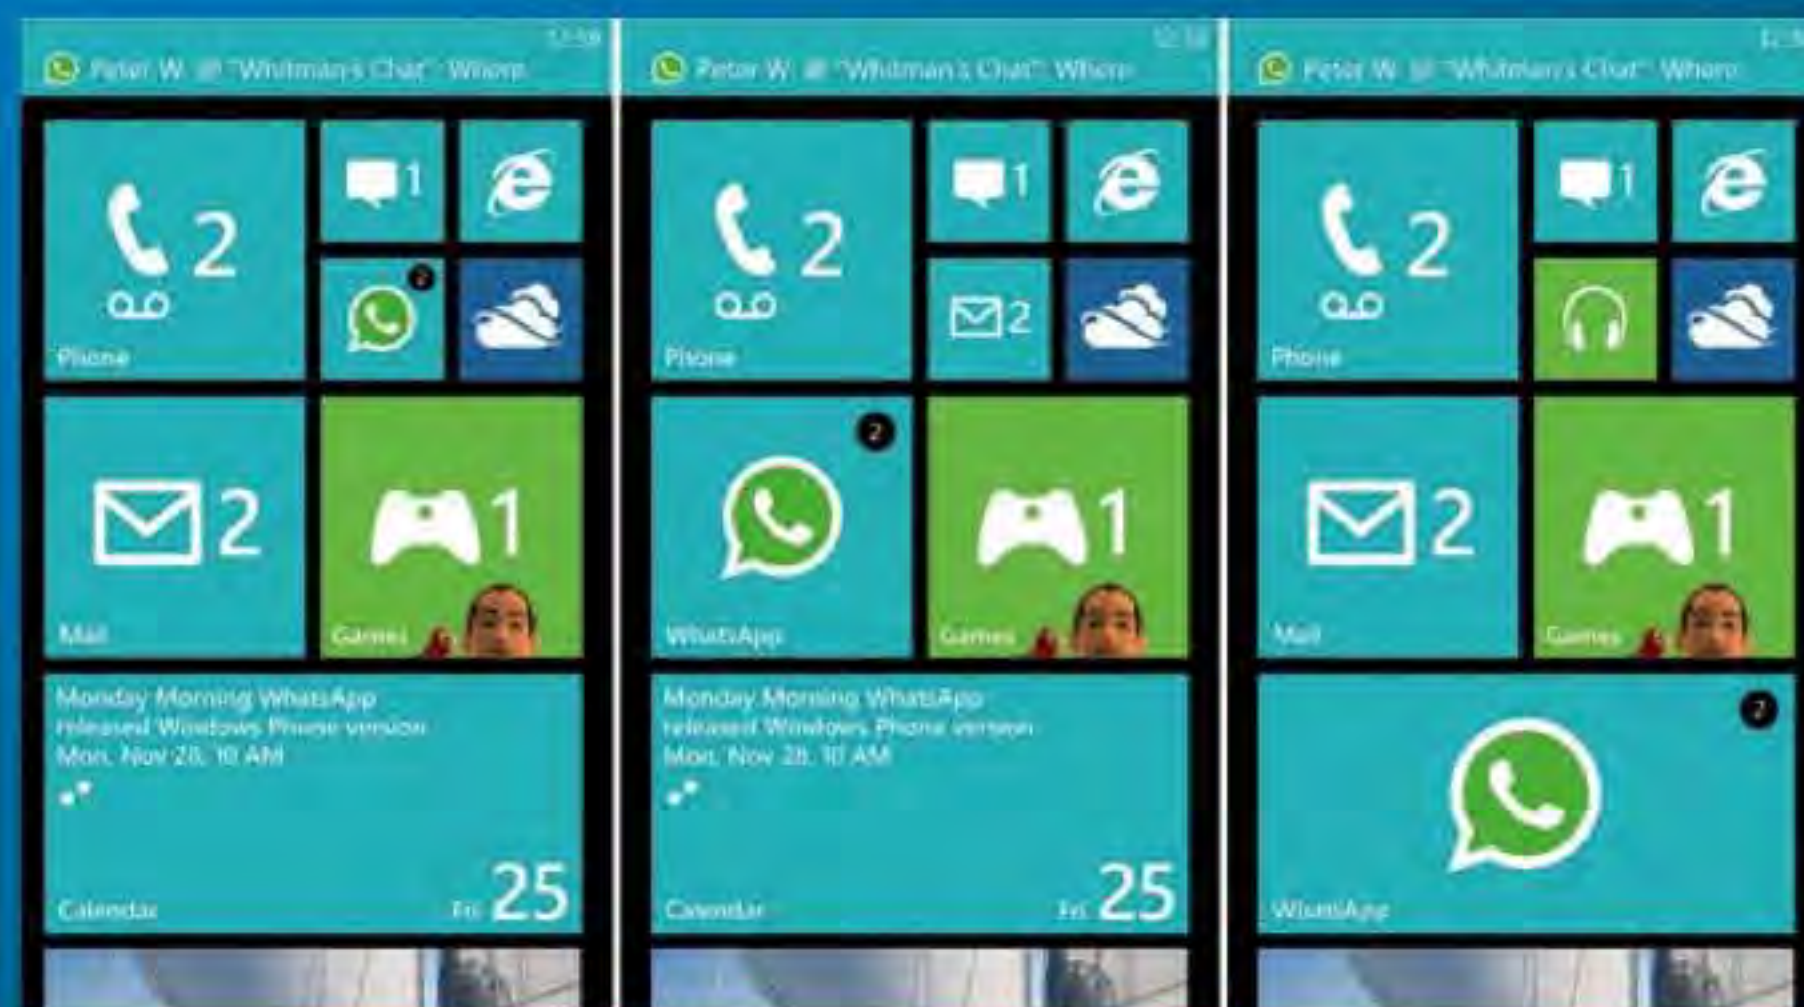 12:38
Peter W @ "Whitman's Chat": Where
2
1
Phone
2
2
Mail
1
Games
Monday Morning WhatsApp
released Windows Phone version
Mon, Nov 28, 10 AM
Calendar
Fri 25
Peter W @ "Whitman's Chat": Where
2
1
2
Phone
2
WhatsApp
1
Games
Monday Morning WhatsApp
released Windows Phone version
Mon, Nov 28, 10 AM
Calendar
Fri 25
Peter W @ "Whitman's Chat": Where
2
1
Phone
2
Mail
1
Games
2
WhatsApp